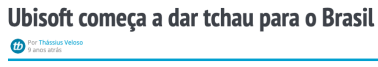 Ubisoft começa a dar tchau para o Brasil
tb Por Thássius Veloso
9 anos atrás